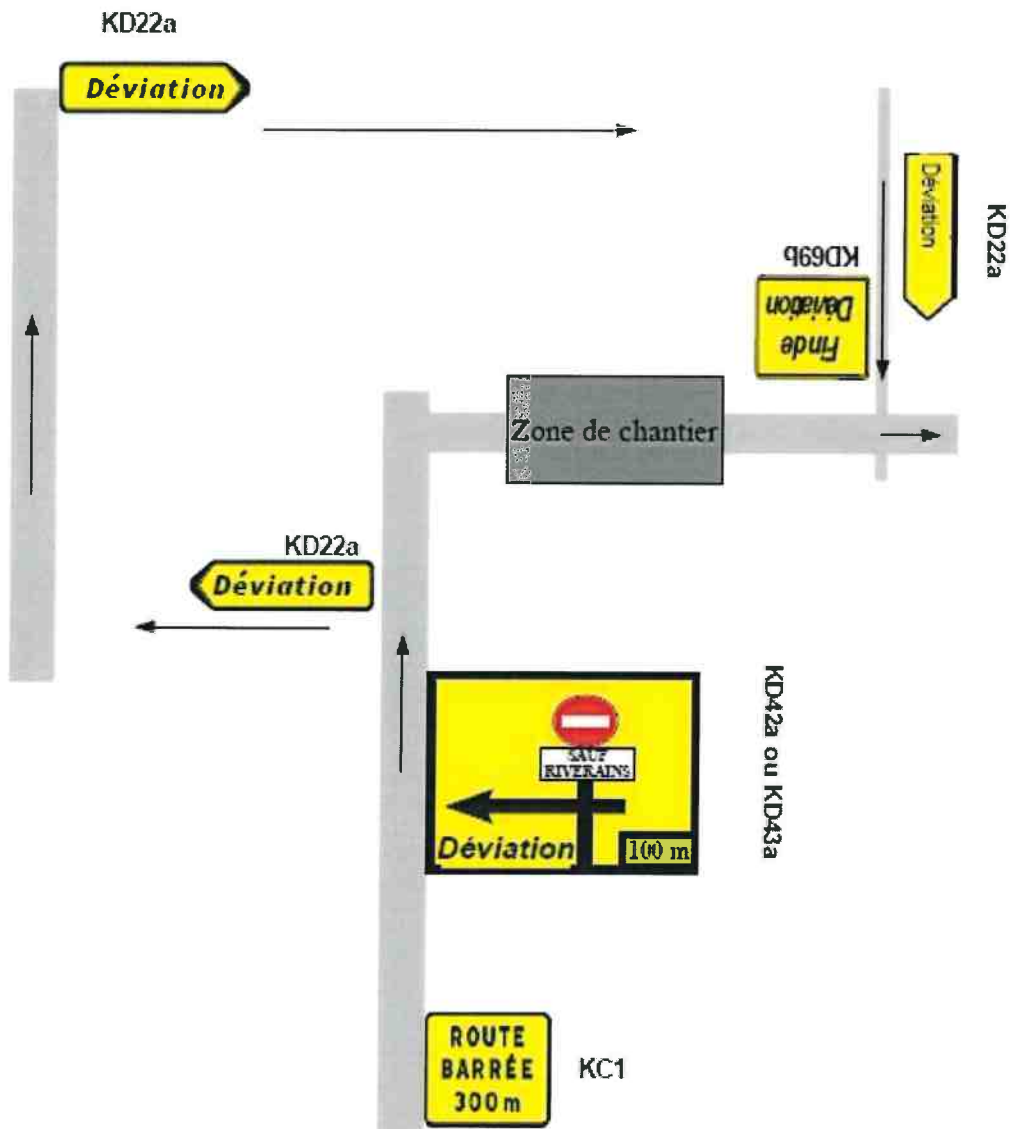 KD22a
Déviation
Déviation
KD22a
KD69b
Fin de
Déviation
Zone de chantier
KD22a
Déviation
SAUF
RIVERAINS
Déviation
100 m
KD42a ou KD43a
ROUTE
BARRÉE
300m
KC1